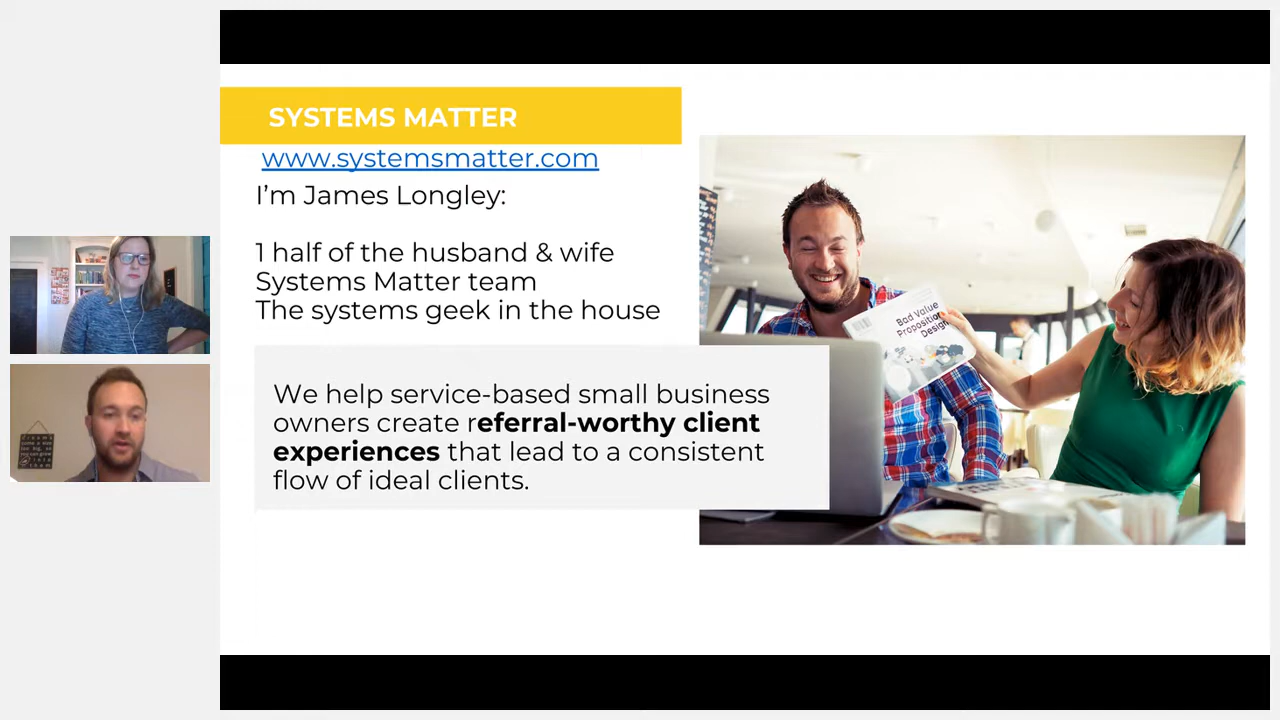 SYSTEMS MATTER
www.systemsmatter.com
I’m James Longley:
1 half of the husband & wife
Systems Matter team
The systems geek in the house
We help service-based small business
owners create referral-worthy client
experiences that lead to a consistent
flow of ideal clients.
Bad Value
Proposition
Design